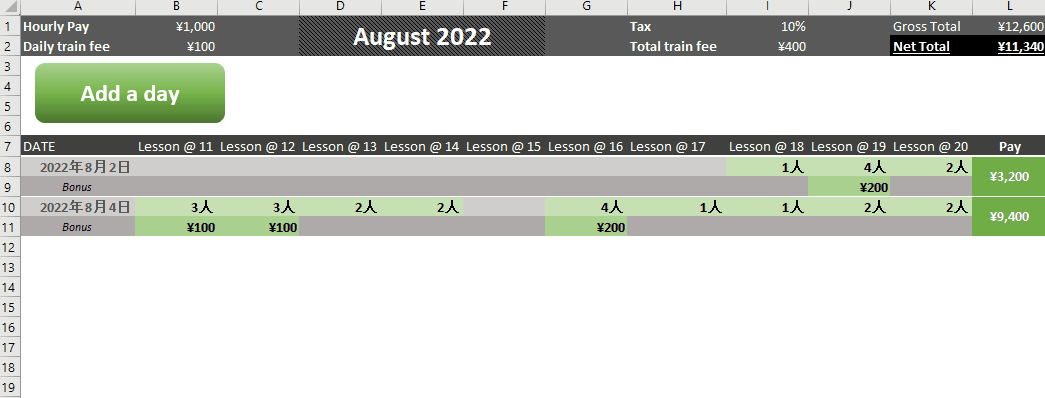 A B C D E F G H I J K L
1 Hourly Pay ¥1,000 August 2022 Tax 10% Gross Total ¥12,600
2 Daily train fee ¥100 Total train fee ¥400 Net Total ¥11,340
3
4 Add a day
5
6
7 DATE Lesson @ 11 Lesson @ 12 Lesson @ 13 Lesson @ 14 Lesson @ 15 Lesson @ 16 Lesson @ 17 Lesson @ 18 Lesson @ 19 Lesson @ 20 Pay
8 2022年8月2日 1人 4人 2人 ¥3,200
9 Bonus ¥200
10 2022年8月4日 3人 3人 2人 2人 4人 1人 1人 2人 2人 ¥9,400
11 Bonus ¥100 ¥100 ¥200
12
13
14
15
16
17
18
19